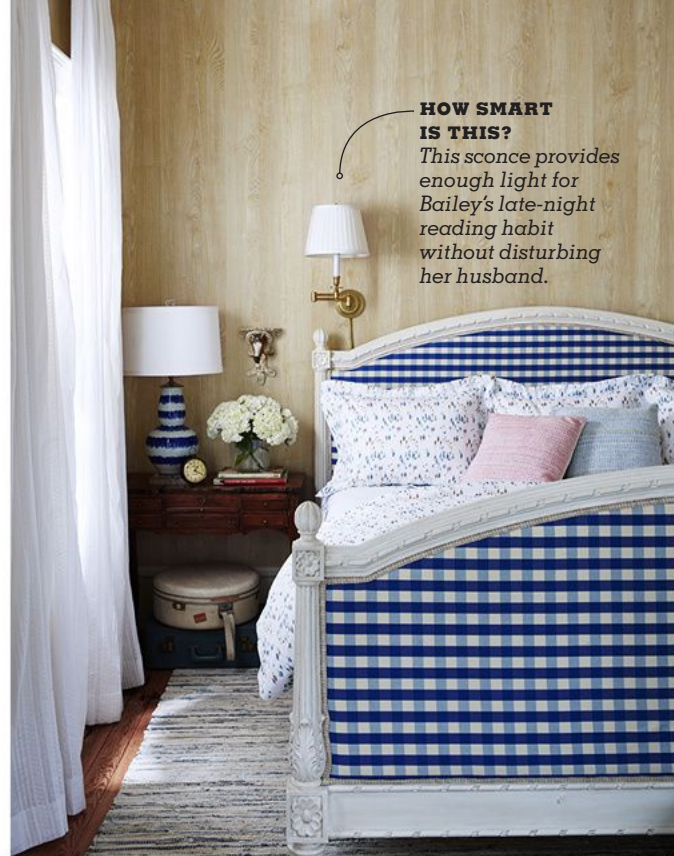 HOW SMART
IS THIS?
This sconce provides
enough light for
Bailey's late-night
reading habit
without disturbing
her husband.